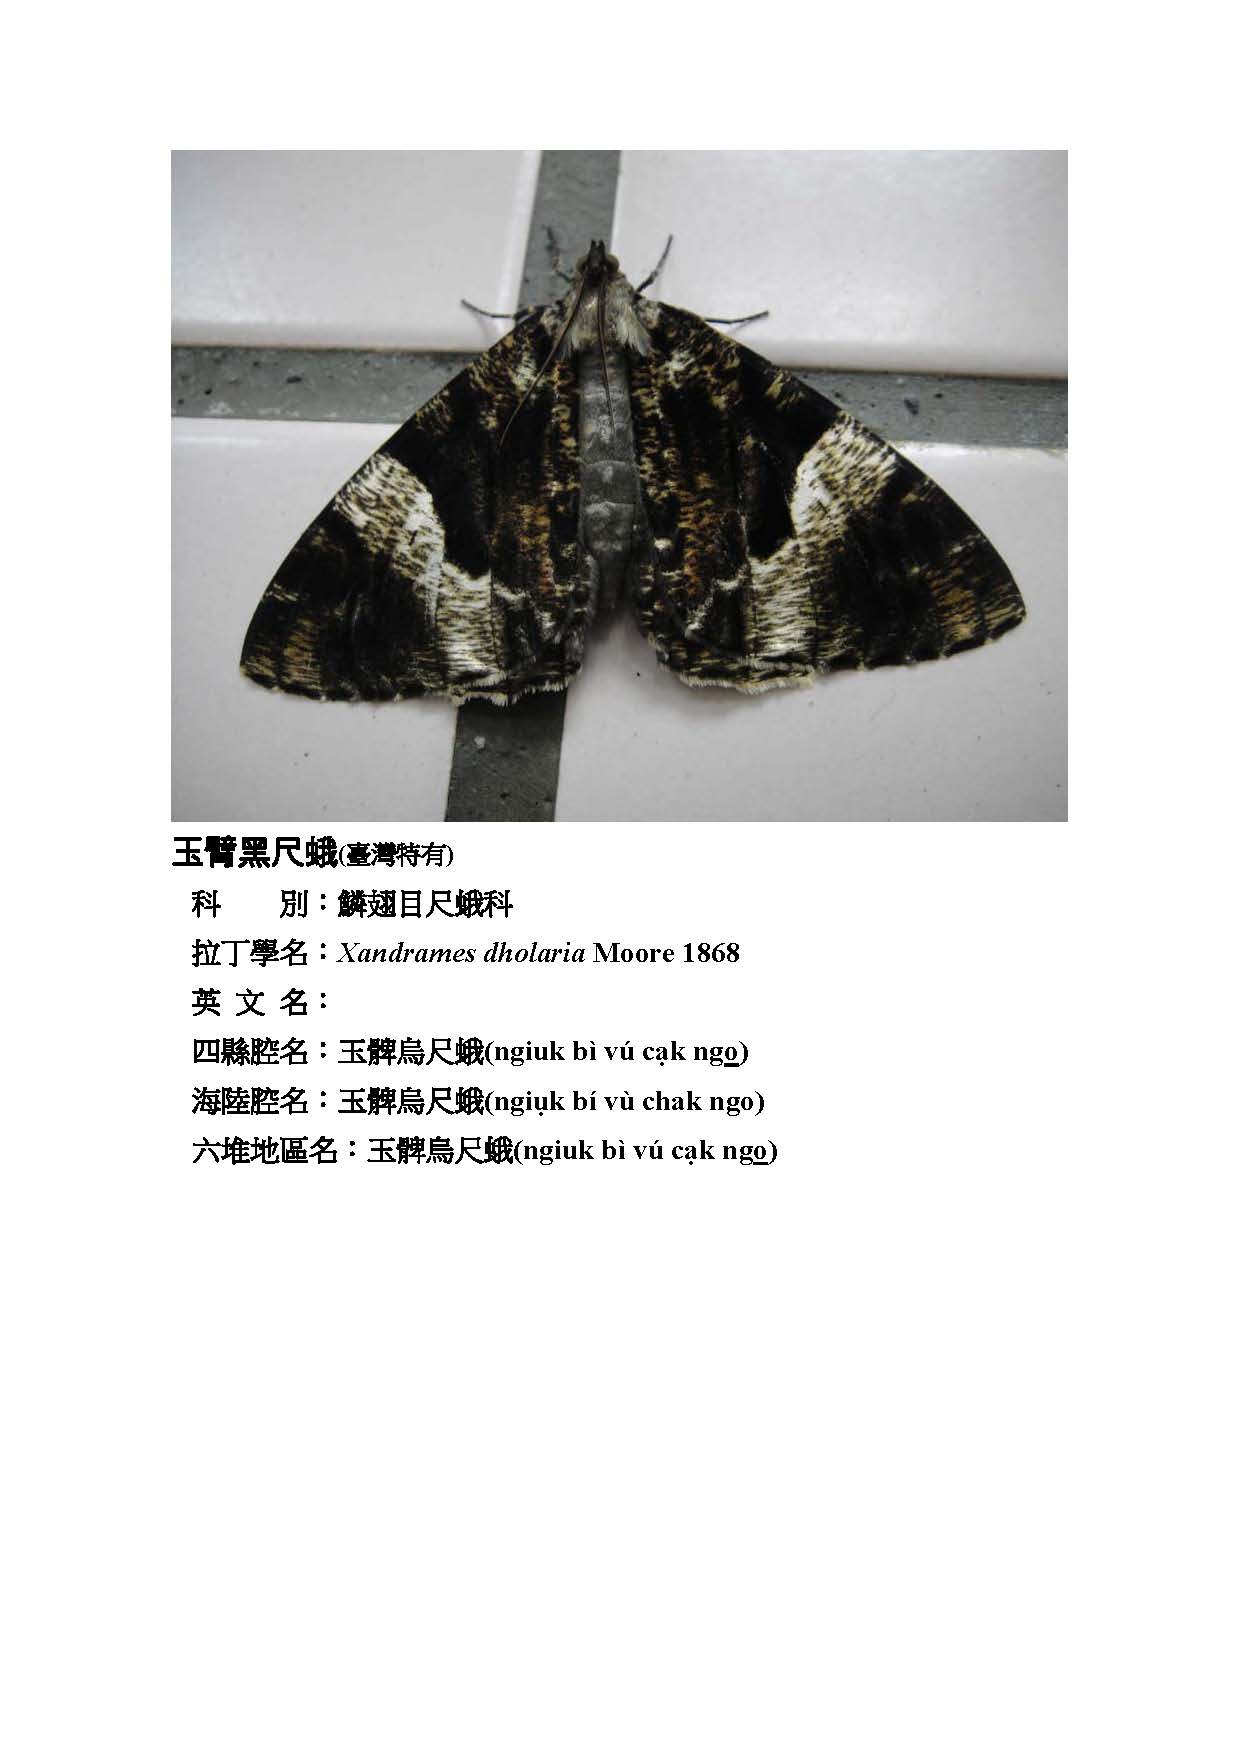 玉臂黑尺蛾(臺灣特有)
科　　別：鱗翅目尺蛾科
拉丁學名：Xandrames dholaria Moore 1868
英 文 名：
四縣腔名：玉髀烏尺蛾(ngiuk bì vú cạk ngo̲)
海陸腔名：玉髀烏尺蛾(ngiụk bí vù chak ngo)
六堆地區名：玉髀烏尺蛾(ngiuk bì vú cạk ngo̲)